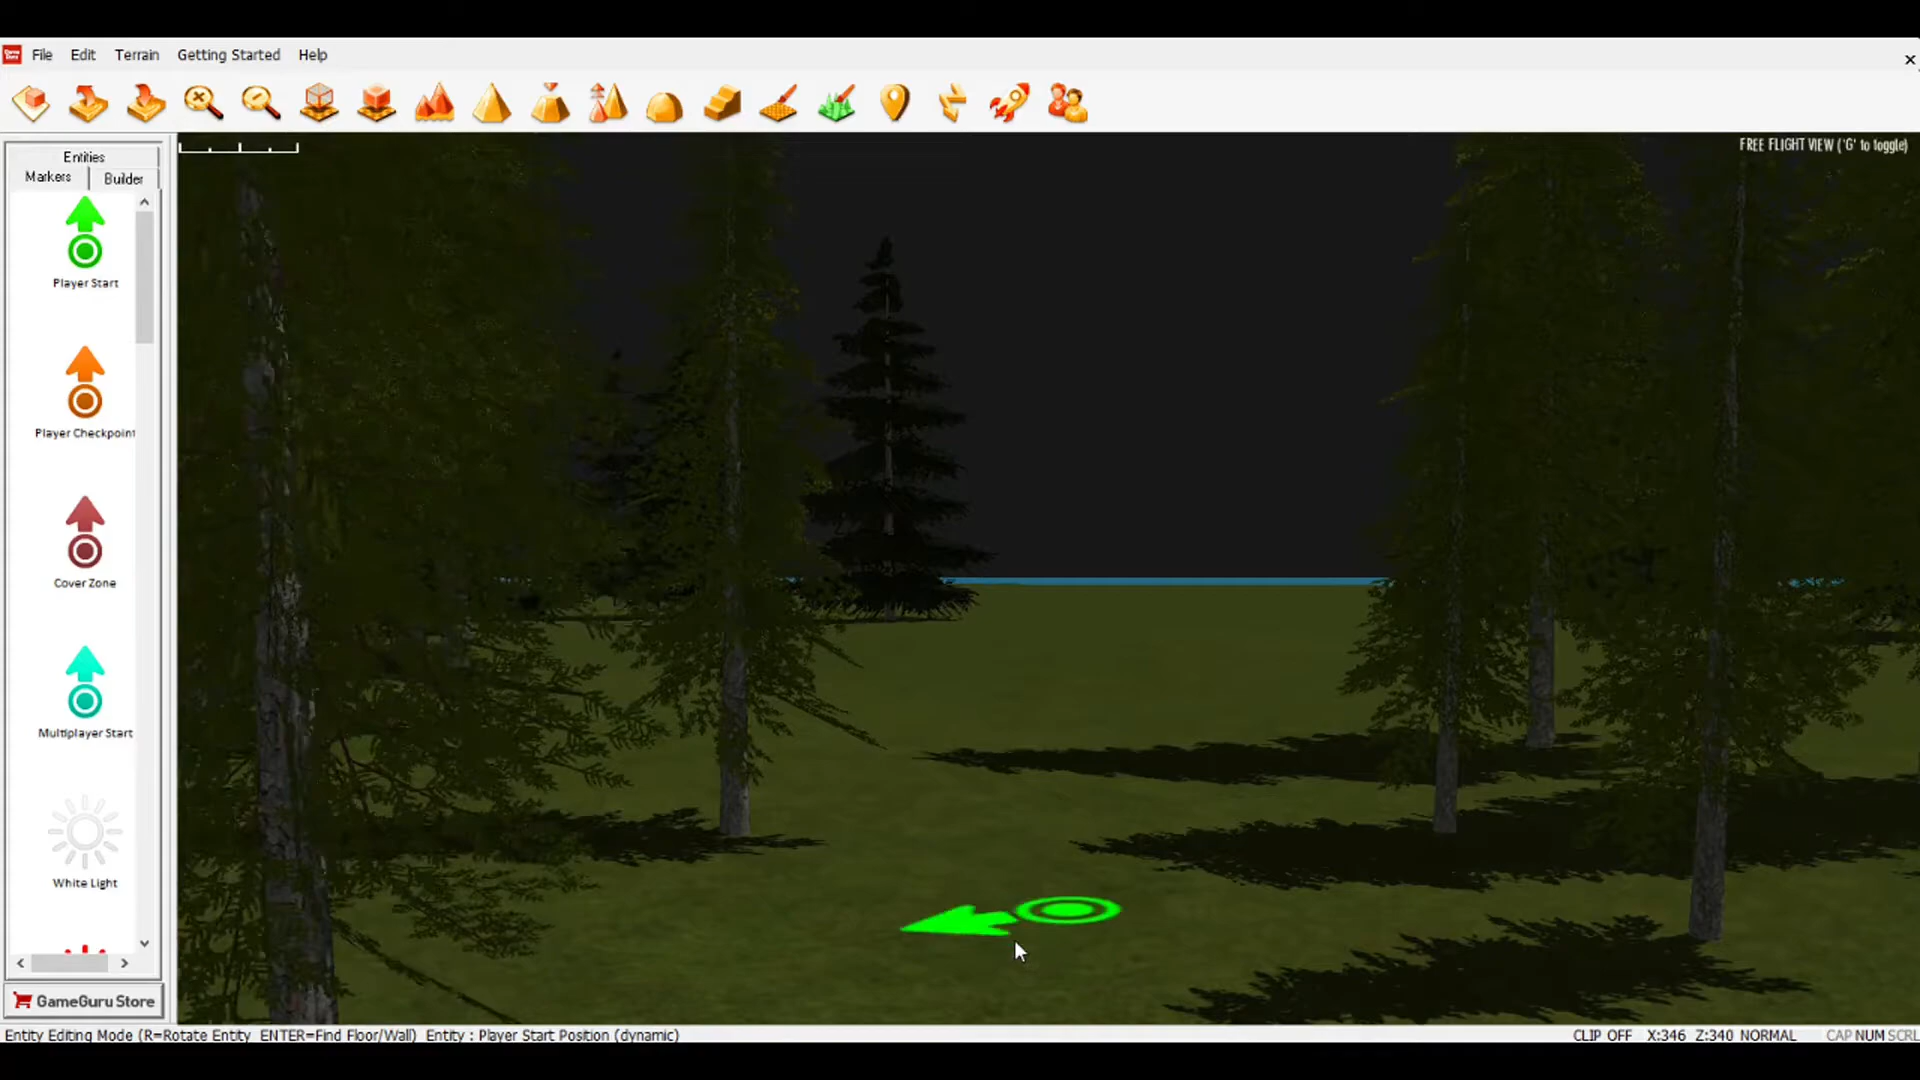 File Edit Terrain Getting Started Help
FREE FLIGHT VIEW ('G' to toggle)
Entities
Markers Builder
Player Start
Player Checkpoint
Cover Zone
Multiplayer Start
White Light
GameGuru Store
Entity Editing Mode (R=Rotate Entity ENTER=Find Floor/Wall) Entity : Player Start Position (dynamic) CLIP OFF X:346 Z:340 NORMAL CAP NUM SCRL